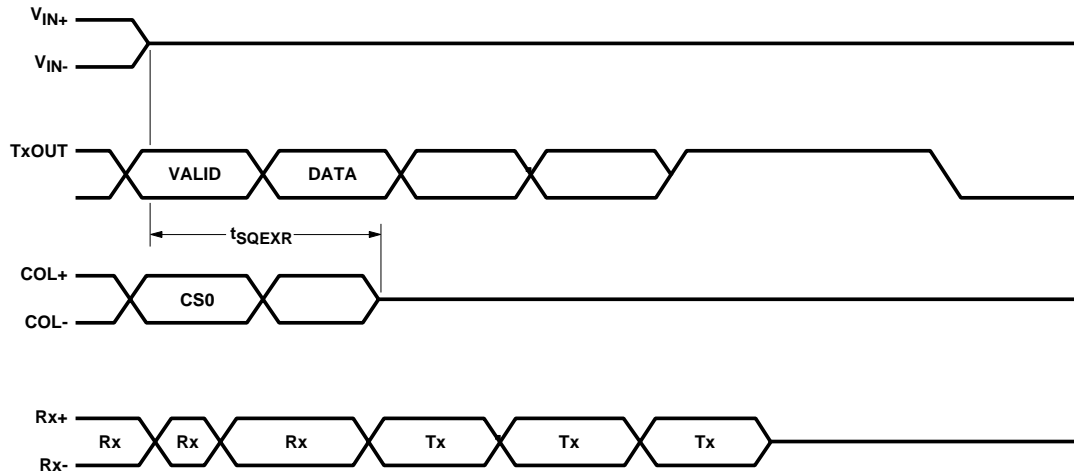 VIN+
VIN-
TxOUT
VALID DATA
tSQEXR
COL+
CS0
COL-
Rx+
Rx Rx Rx Tx Tx Tx
Rx-